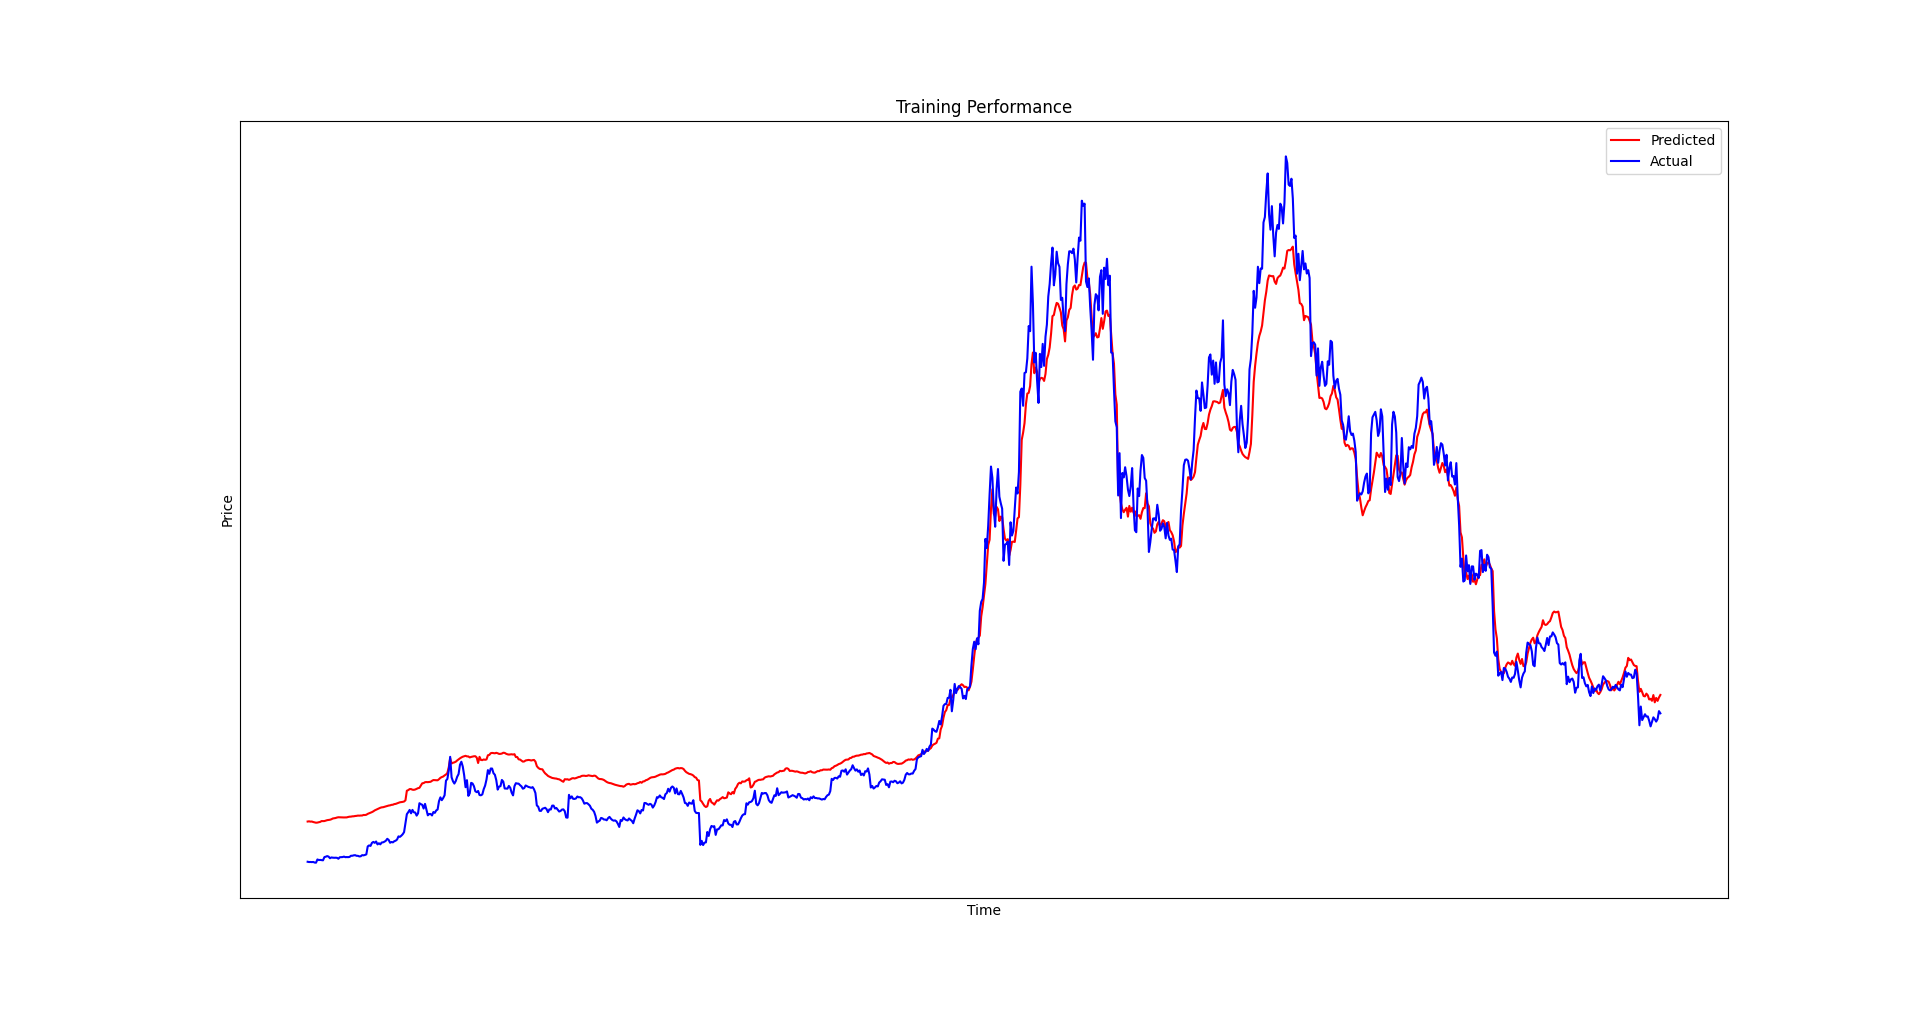 Training Performance
Predicted
Actual
Price
Time